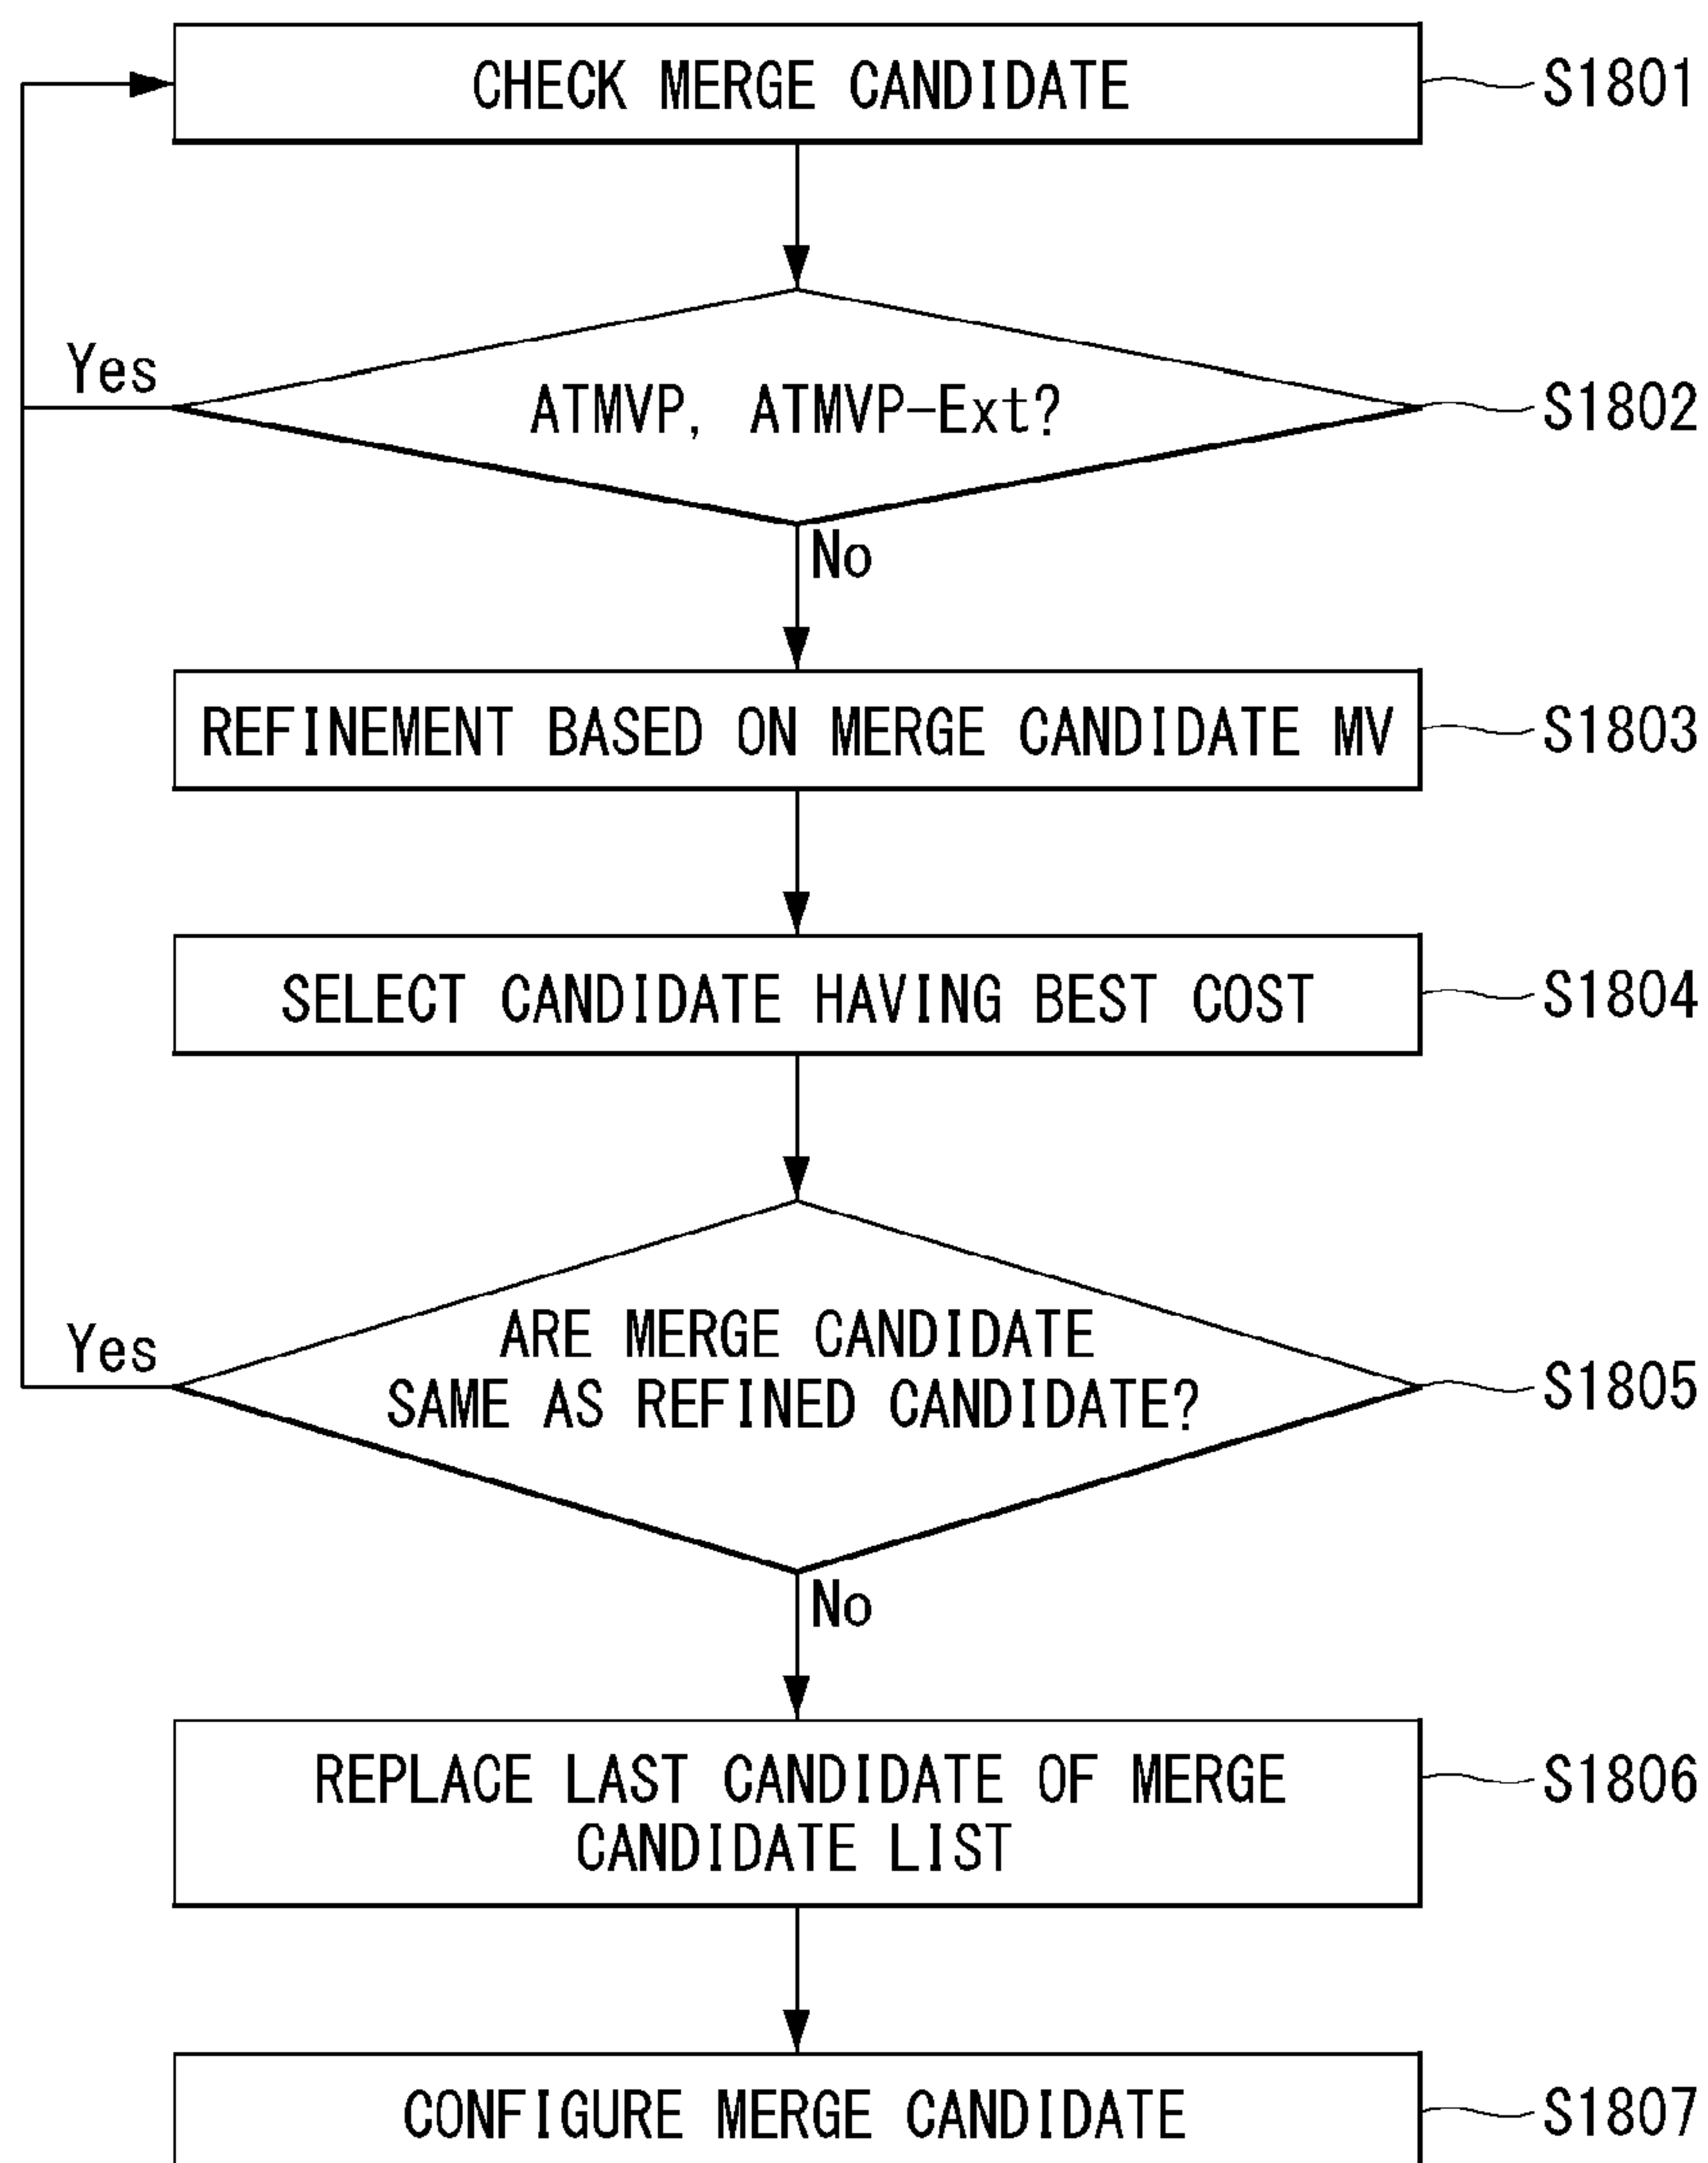 CHECK MERGE CANDIDATE
S1801
Yes
ATMVP, ATMVP-Ext?
S1802
No
REFINEMENT BASED ON MERGE CANDIDATE MV
S1803
SELECT CANDIDATE HAVING BEST COST
S1804
Yes
ARE MERGE CANDIDATE
SAME AS REFINED CANDIDATE?
S1805
No
REPLACE LAST CANDIDATE OF MERGE
CANDIDATE LIST
S1806
CONFIGURE MERGE CANDIDATE
S1807